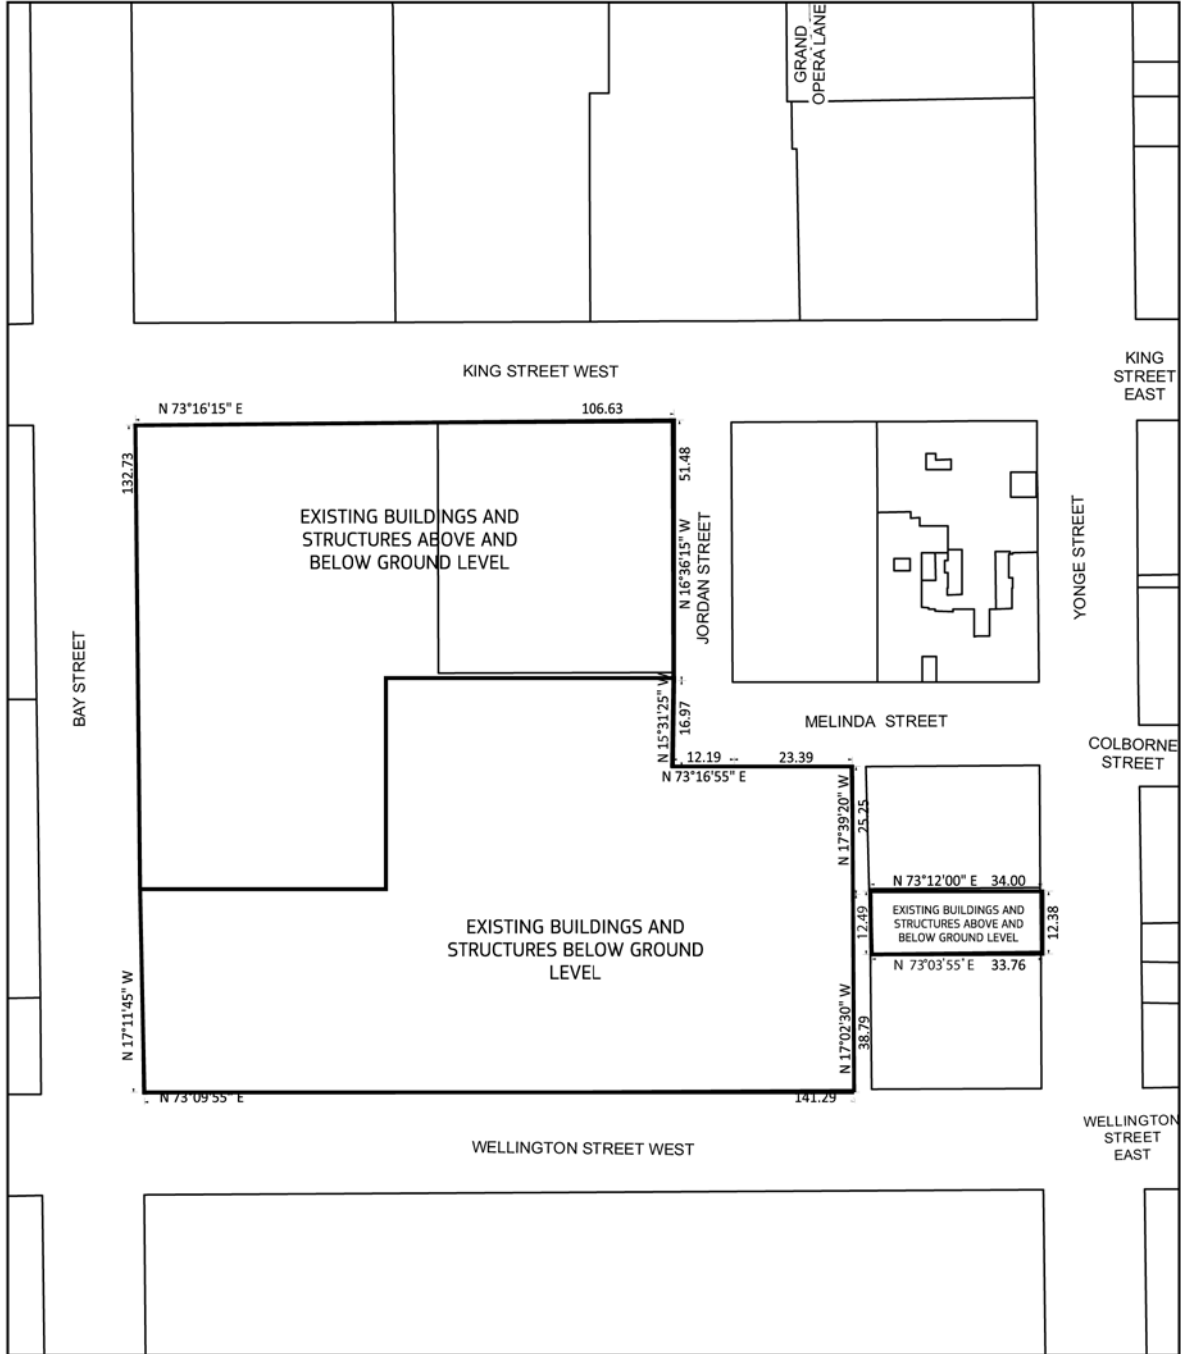 GRAND
OPERA LANE
KING STREET WEST
KING
STREET
EAST
N 73°16'15" E
106.63
132.73
51.48
EXISTING BUILDINGS AND
STRUCTURES ABOVE AND
BELOW GROUND LEVEL
N 16°36'15" W
JORDAN STREET
YONGE STREET
BAY STREET
N 15°31'25" W
16.97
MELINDA STREET
COLBORNE
STREET
12.19
23.39
N 73°16'55" E
N 17°39'20" W
25.25
N 73°12'00" E 34.00
EXISTING BUILDINGS AND
STRUCTURES ABOVE AND
BELOW GROUND LEVEL
12.49
12.38
N 73°03'55" E 33.76
EXISTING BUILDINGS AND
STRUCTURES BELOW GROUND
LEVEL
N 17°11'45" W
N 17°02'30" W
38.79
N 73°09'55" E
141.29
WELLINGTON STREET WEST
WELLINGTON
STREET
EAST